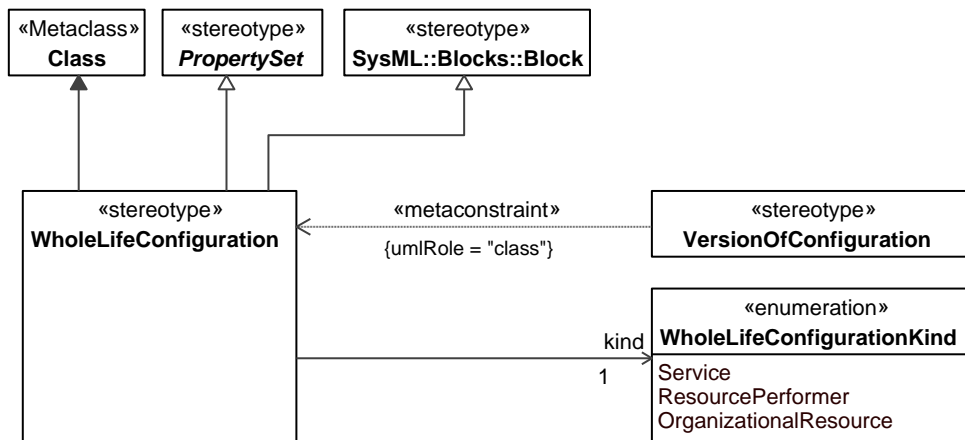 «Metaclass»
Class
«stereotype»
PropertySet
«stereotype»
SysML::Blocks::Block
«stereotype»
WholeLifeConfiguration
«metaconstraint»
{umlRole = "class"}
«stereotype»
VersionOfConfiguration
kind
1
«enumeration»
WholeLifeConfigurationKind
Service
ResourcePerformer
OrganizationalResource